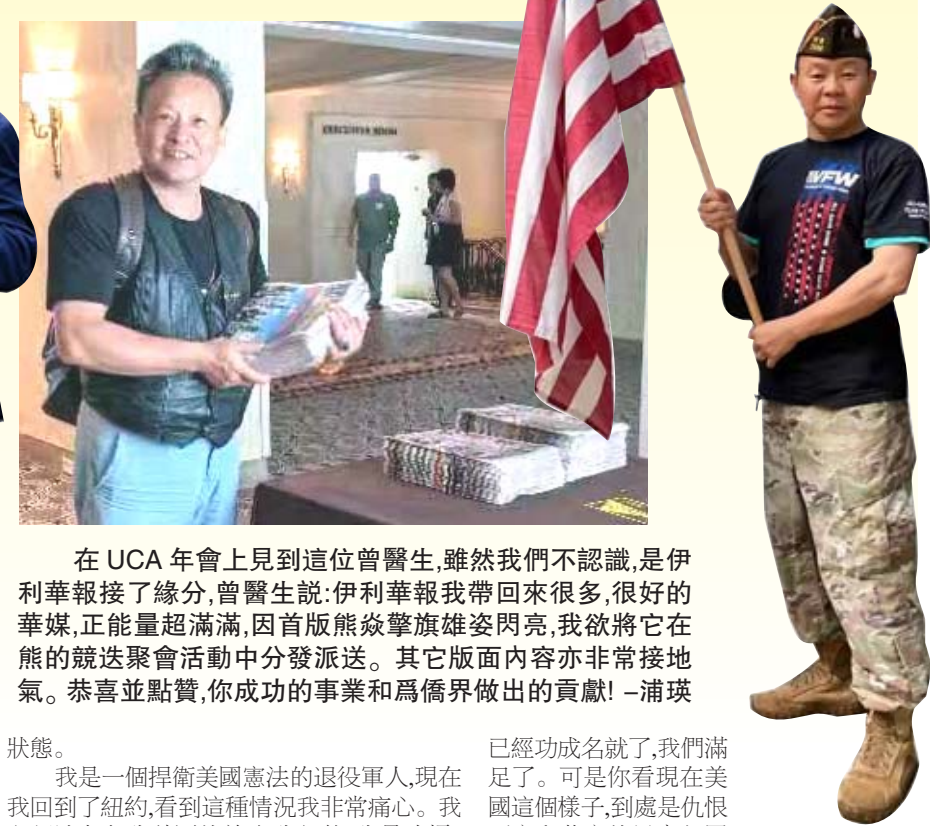 EXECUTIVE ROOM
VFW
在 UCA 年會上見到這位曾醫生,雖然我們不認識,是伊
利華報接了緣分,曾醫生説:伊利華報我帶回來很多,很好的
華媒,正能量超滿滿,因首版熊焱擎旗雄姿閃亮,我欲將它在
熊的競迭聚會活動中分發派送。其它版面內容亦非常接地
氣。恭喜並點贊,你成功的事業和爲僑界做出的貢獻! –浦瑛
狀態。
我是一個捍衛美國憲法的退役軍人,現在
我回到了紐約,看到這種情況我非常痛心。我
已經功成名就了,我們滿
足了。可是你看現在美
國這個樣子,到處是仇恨